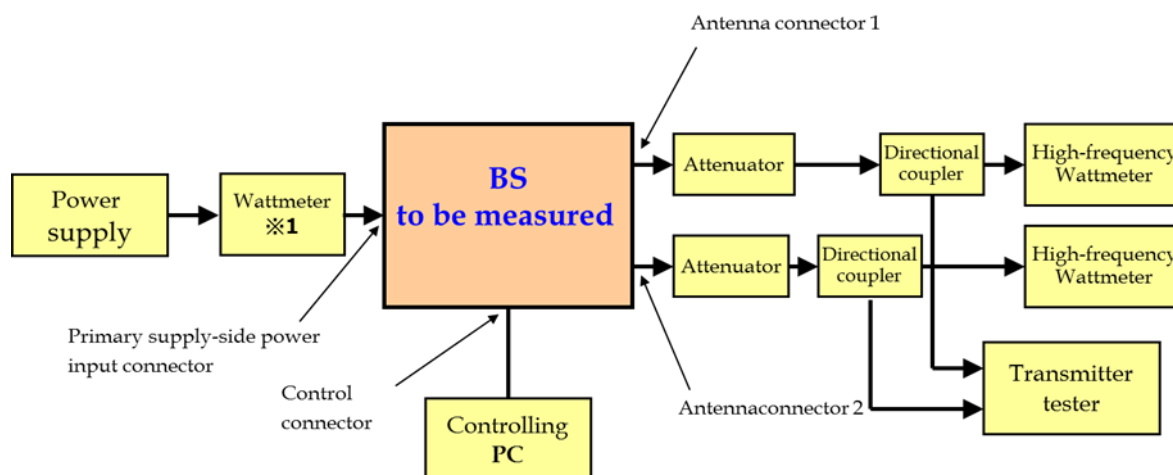 Antenna connector 1
BS
to be measured
Attenuator
Directional
coupler
High-frequency
Wattmeter
Power
supply
Wattmeter
※1
Attenuator
Directional
coupler
High-frequency
Wattmeter
Primary supply-side power
input connector
Control
connector
Antennaconnector 2
Transmitter
tester
Controlling
PC